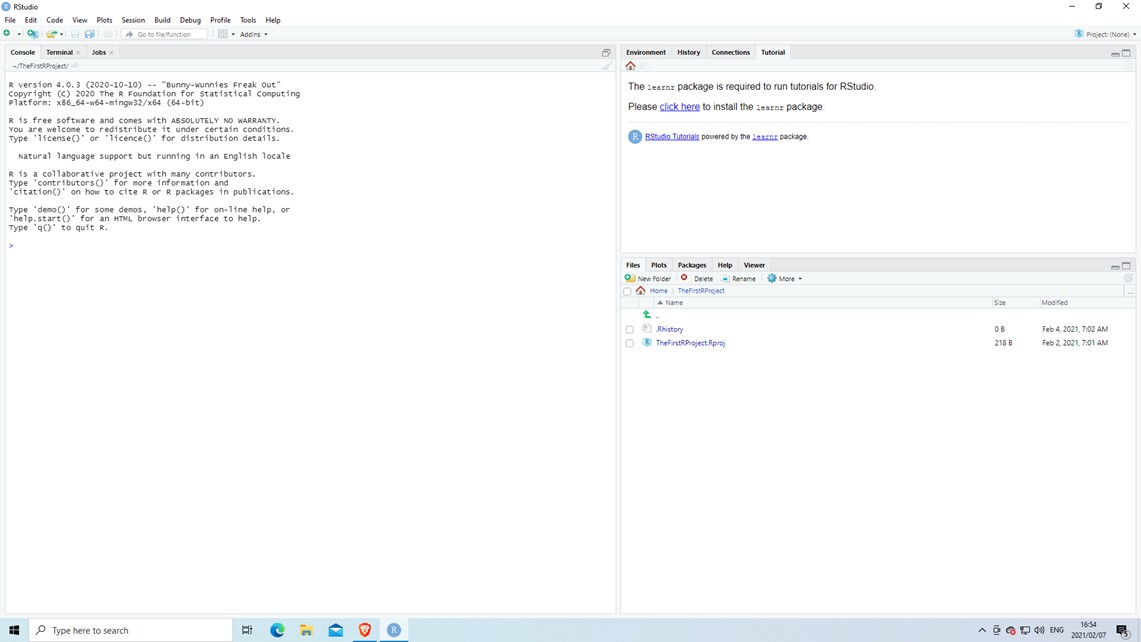 RStudio
File Edit Code View Plots Session Build Debug Profile Tools Help
Go to file/function Addins Project: (None)
Console Terminal Jobs
~/TheFirstRProject/
R version 4.0.3 (2020-10-10) -- "Bunny-Wunnies Freak Out"
Copyright (C) 2020 The R Foundation for Statistical Computing
Platform: x86_64-w64-mingw32/x64 (64-bit)
R is free software and comes with ABSOLUTELY NO WARRANTY.
You are welcome to redistribute it under certain conditions.
Type 'license()' or 'licence()' for distribution details.
Natural language support but running in an English locale
R is a collaborative project with many contributors.
Type 'contributors()' for more information and
'citation()' on how to cite R or R packages in publications.
Type 'demo()' for some demos, 'help()' for on-line help, or
'help.start()' for an HTML browser interface to help.
Type 'q()' to quit R.
>
Environment History Connections Tutorial
The learnr package is required to run tutorials for RStudio.
Please click here to install the learnr package.
R RStudio Tutorials powered by the learnr package.
Files Plots Packages Help Viewer
New Folder Delete Rename More
Home TheFirstRProject ...
Name Size Modified
..
.Rhistory 0 B Feb 4, 2021, 7:02 AM
TheFirstRProject.Rproj 218 B Feb 2, 2021, 7:01 AM
Type here to search
ENG 16:54
2021/02/07